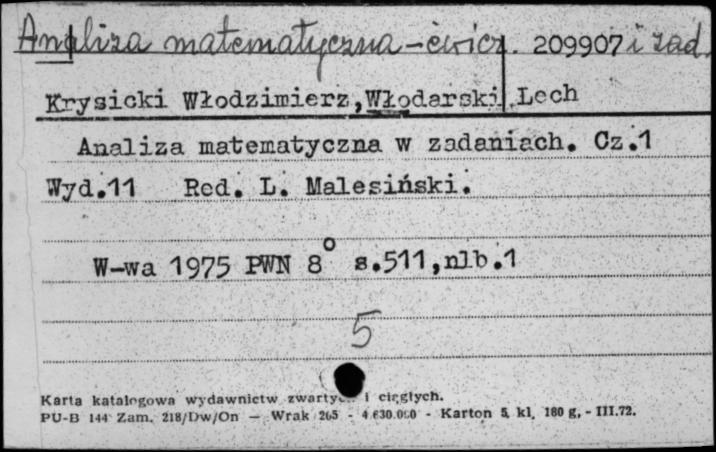 Analiza matematyczna - ćwicz. 209907 i zad.
Krysicki Włodzimierz, Włodarski Lech
Analiza matematyczna w zadaniach. Cz.1
Wyd.11 Red. L. Malesiński.
W-wa 1975 PWN 8° s.511,nlb.1
5
Karta katalogowa wydawnictw zwartych i ciągłych.
PU-B 144 Zam. 218/Dw/On — Wrak 265 - 4.630.000 - Karton 5 kl. 180 g. - III.72.